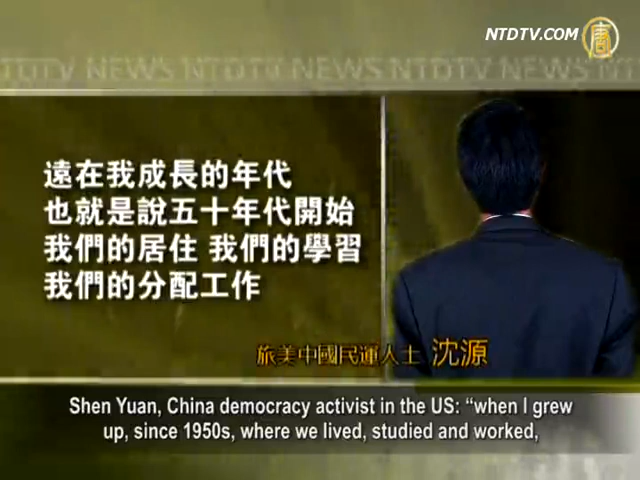 NTDTV.COM
NTDTV NEWS NTDTV NEWS NTDTV NEWS NT
遠在我成長的年代
也就是說五十年代開始
我們的居住 我們的學習
我們的分配工作
旅美中國民運人士 沈源
Shen Yuan, China democracy activist in the US: “when I grew
up, since 1950s, where we lived, studied and worked,